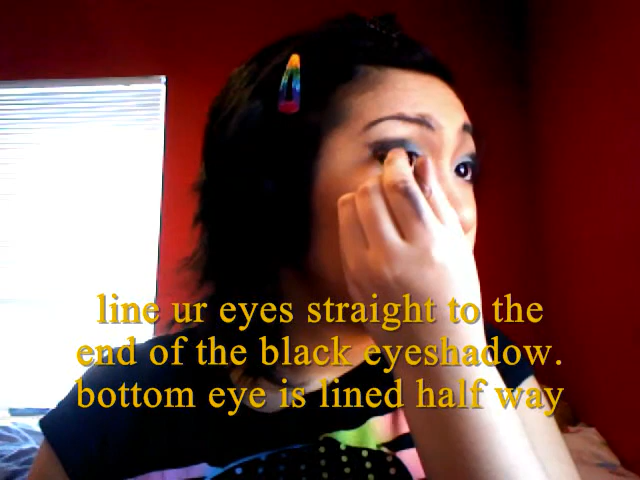 line ur eyes straight to the
end of the black eyeshadow.
bottom eye is lined half way